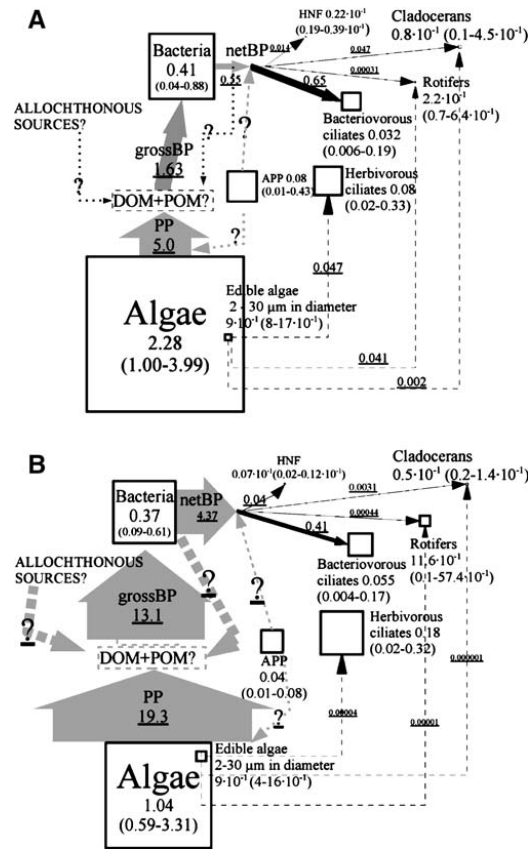 A
HNF 0.22·10⁻¹
(0.19-0.39·10⁻¹)
Cladocerans
0.8·10⁻¹ (0.1-4.5·10⁻¹)
Bacteria
0.41
(0.04-0.88)
netBP
0.55
0.014
0.047
0.00031
0.65
Rotifers
2.2·10⁻¹
(0.7-6.4·10⁻¹)
ALLOCHTHONOUS
SOURCES?
?
?
?
Bacteriovorous
ciliates 0.032
(0.006-0.19)
grossBP
1.63
APP 0.08
(0.01-0.43)
Herbivorous
ciliates 0.08
(0.02-0.33)
DOM+POM?
?
PP
5.0
0.047
Edible algae
2 - 30 µm in diameter
9·10⁻¹ (8-17·10⁻¹)
Algae
2.28
(1.00-3.99)
0.041
0.002
B
HNF
0.07·10⁻¹(0.02-0.12·10⁻¹)
Cladocerans
0.5·10⁻¹ (0.2-1.4·10⁻¹)
Bacteria
0.37
(0.09-0.61)
netBP
4.37
0.04
0.0031
0.00044
0.41
Rotifers
11.6·10⁻¹
(0.1-57.4·10⁻¹)
ALLOCHTHONOUS
SOURCES?
?
?
?
Bacteriovorous
ciliates 0.055
(0.004-0.17)
grossBP
13.1
Herbivorous
ciliates 0.18
(0.02-0.32)
DOM+POM?
APP
0.04
(0.01-0.08)
PP
19.3
?
0.00004
0.00001
0.000001
Edible algae
2-30 µm in diameter
9·10⁻¹ (4-16·10⁻¹)
Algae
1.04
(0.59-3.31)